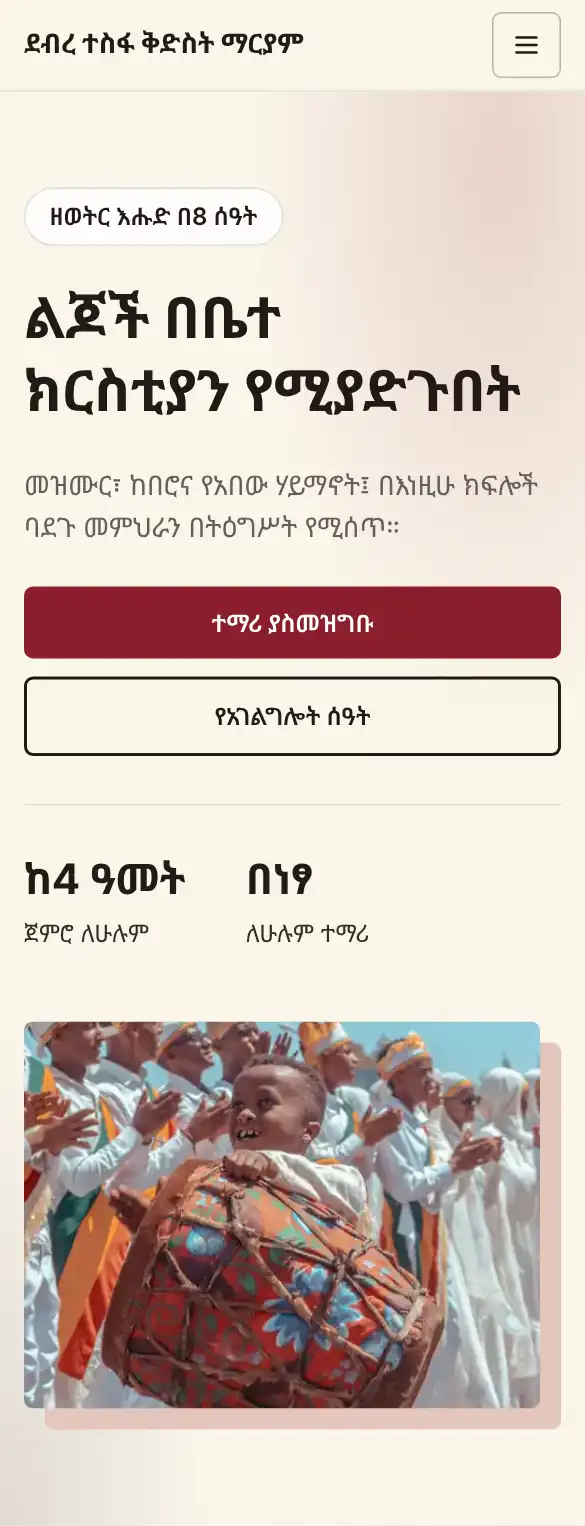 ደብረ ተስፋ ቅድስት ማርያም
ዘወትር እሑድ በ8 ሰዓት
ልጆች በቤተ
ክርስቲያን የሚያድጉበት
መዝሙር፣ ከበሮና የአበው ሃይማኖት፤ በእነዚሁ ክፍሎች
ባደጉ መምህራን በትዕግሥት የሚሰጥ።
ተማሪ ያስመዝግቡ
የአገልግሎት ሰዓት
ከ4 ዓመት
ጀምሮ ለሁሉም
በነፃ
ለሁሉም ተማሪ